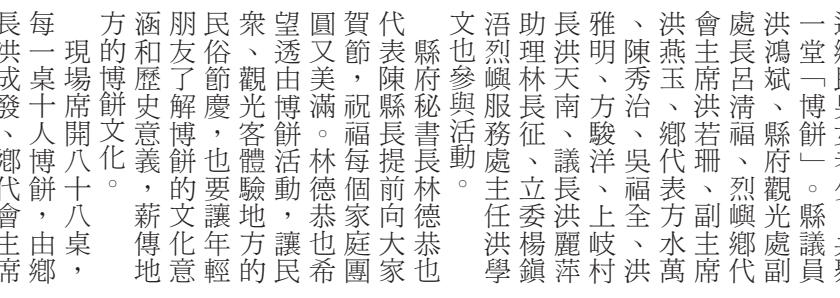 一堂「博餅」。縣議員
洪鴻斌、縣府觀光處副
處長呂清福、烈嶼鄉代
會主席洪若珊、副主席
洪燕玉、鄉代表方水萬
、陳秀治、吳福全、洪
雅明、方駿洋、上岐村
長洪天南、議長洪麗萍
助理林長征、立委楊鎮
浯烈嶼服務處主任洪學
文也參與活動。
縣府秘書長林德恭也
代表陳縣長提前向大家
賀節，祝福每個家庭團
圓又美滿。林德恭也希
望透由博餅活動，讓民
衆、觀光客體驗地方的
民俗節慶，也要讓年輕
朋友了解博餅的文化意
涵和歷史意義，薪傳地
方的博餅文化。
現場席開八十八桌，
每一桌十人博餅，由鄉
長洪成發、鄉代會主席